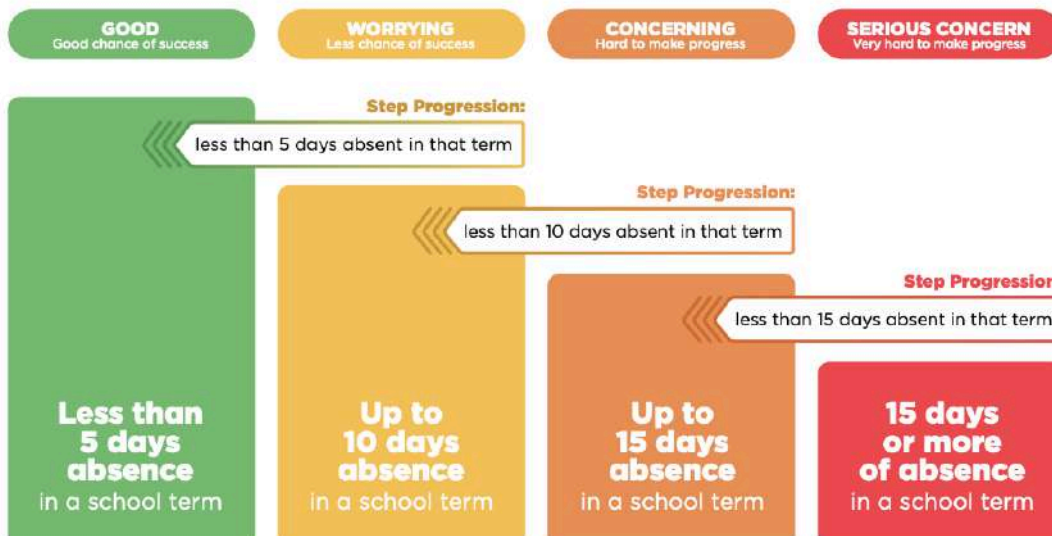 GOOD
Good chance of success
WORRYING
Less chance of success
CONCERNING
Hard to make progress
SERIOUS CONCERN
Very hard to make progress
Step Progression:
less than 5 days absent in that term
Step Progression:
less than 10 days absent in that term
Step Progression
less than 15 days absent in that term
Less than
5 days
absence
in a school term
Up to
10 days
absence
in a school term
Up to
15 days
absence
in a school term
15 days
or more
of absence
in a school term